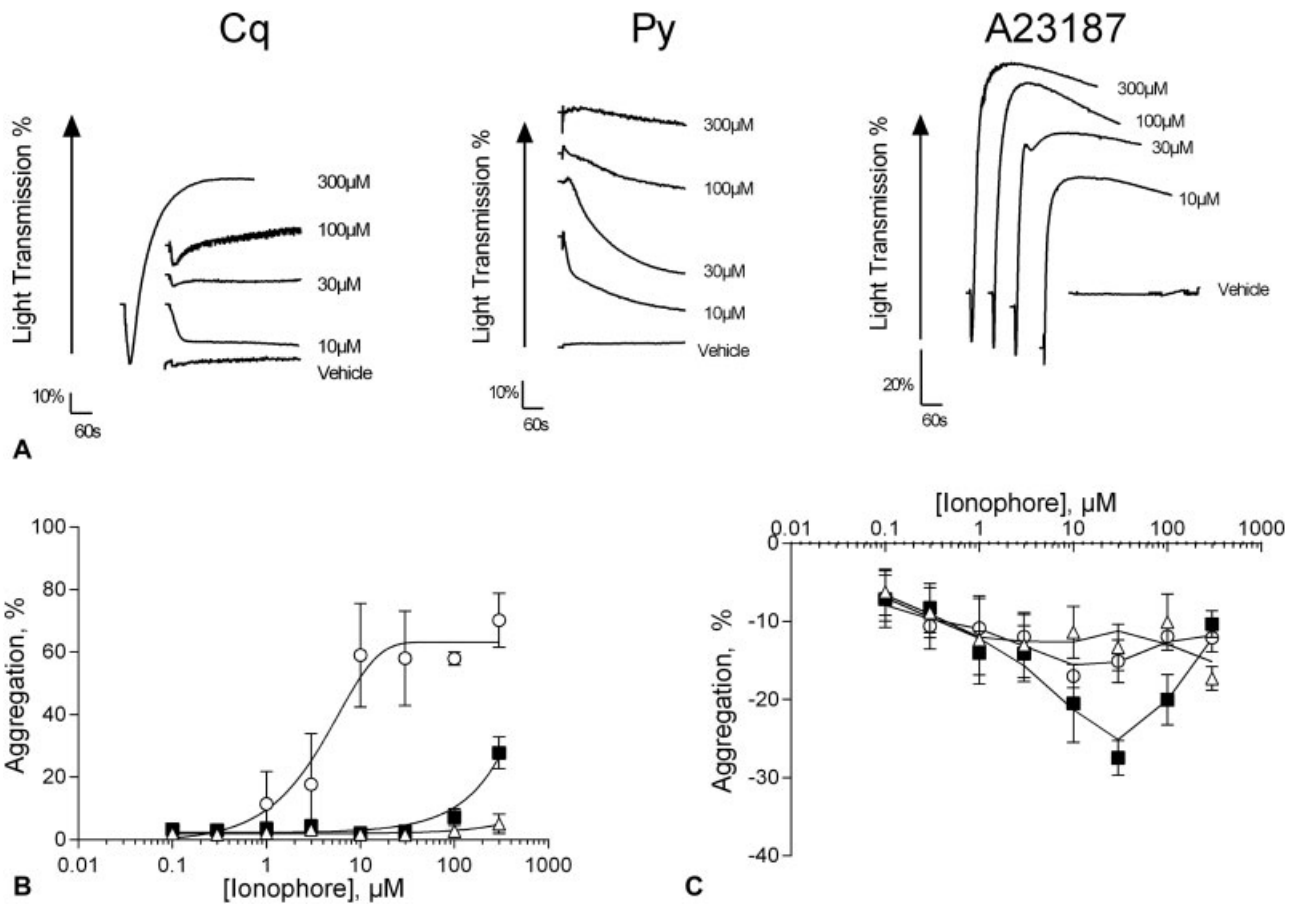 Cq
Py
A23187
Light Transmission %
300µM
100µM
30µM
10µM
Vehicle
10%
60s
Light Transmission %
300µM
100µM
30µM
10µM
Vehicle
10%
60s
Light Transmission %
300µM
100µM
30µM
10µM
Vehicle
20%
60s
A
Aggregation, %
100
80
60
40
20
0
0.01 0.1 1 10 100 1000
[Ionophore], µM
B
[Ionophore], µM
0.01 0.1 1 10 100 1000
Aggregation, %
0
-10
-20
-30
-40
C